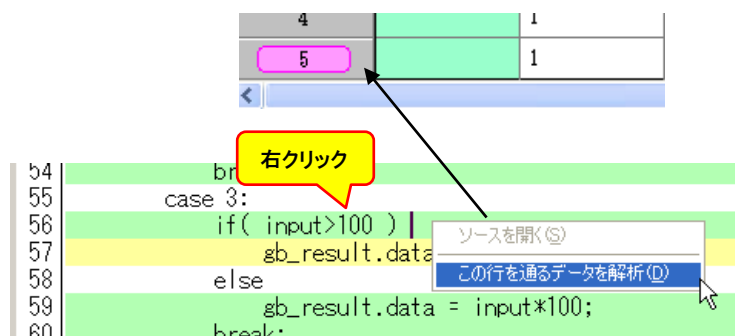 4 1
5 1
右クリック
54 br
55 case 3:
56 if( input>100 )
ソースを開く(S)
57 gb_result.data
この行を通るデータを解析(D)
58 else
59 gb_result.data = input*100;
60 break;